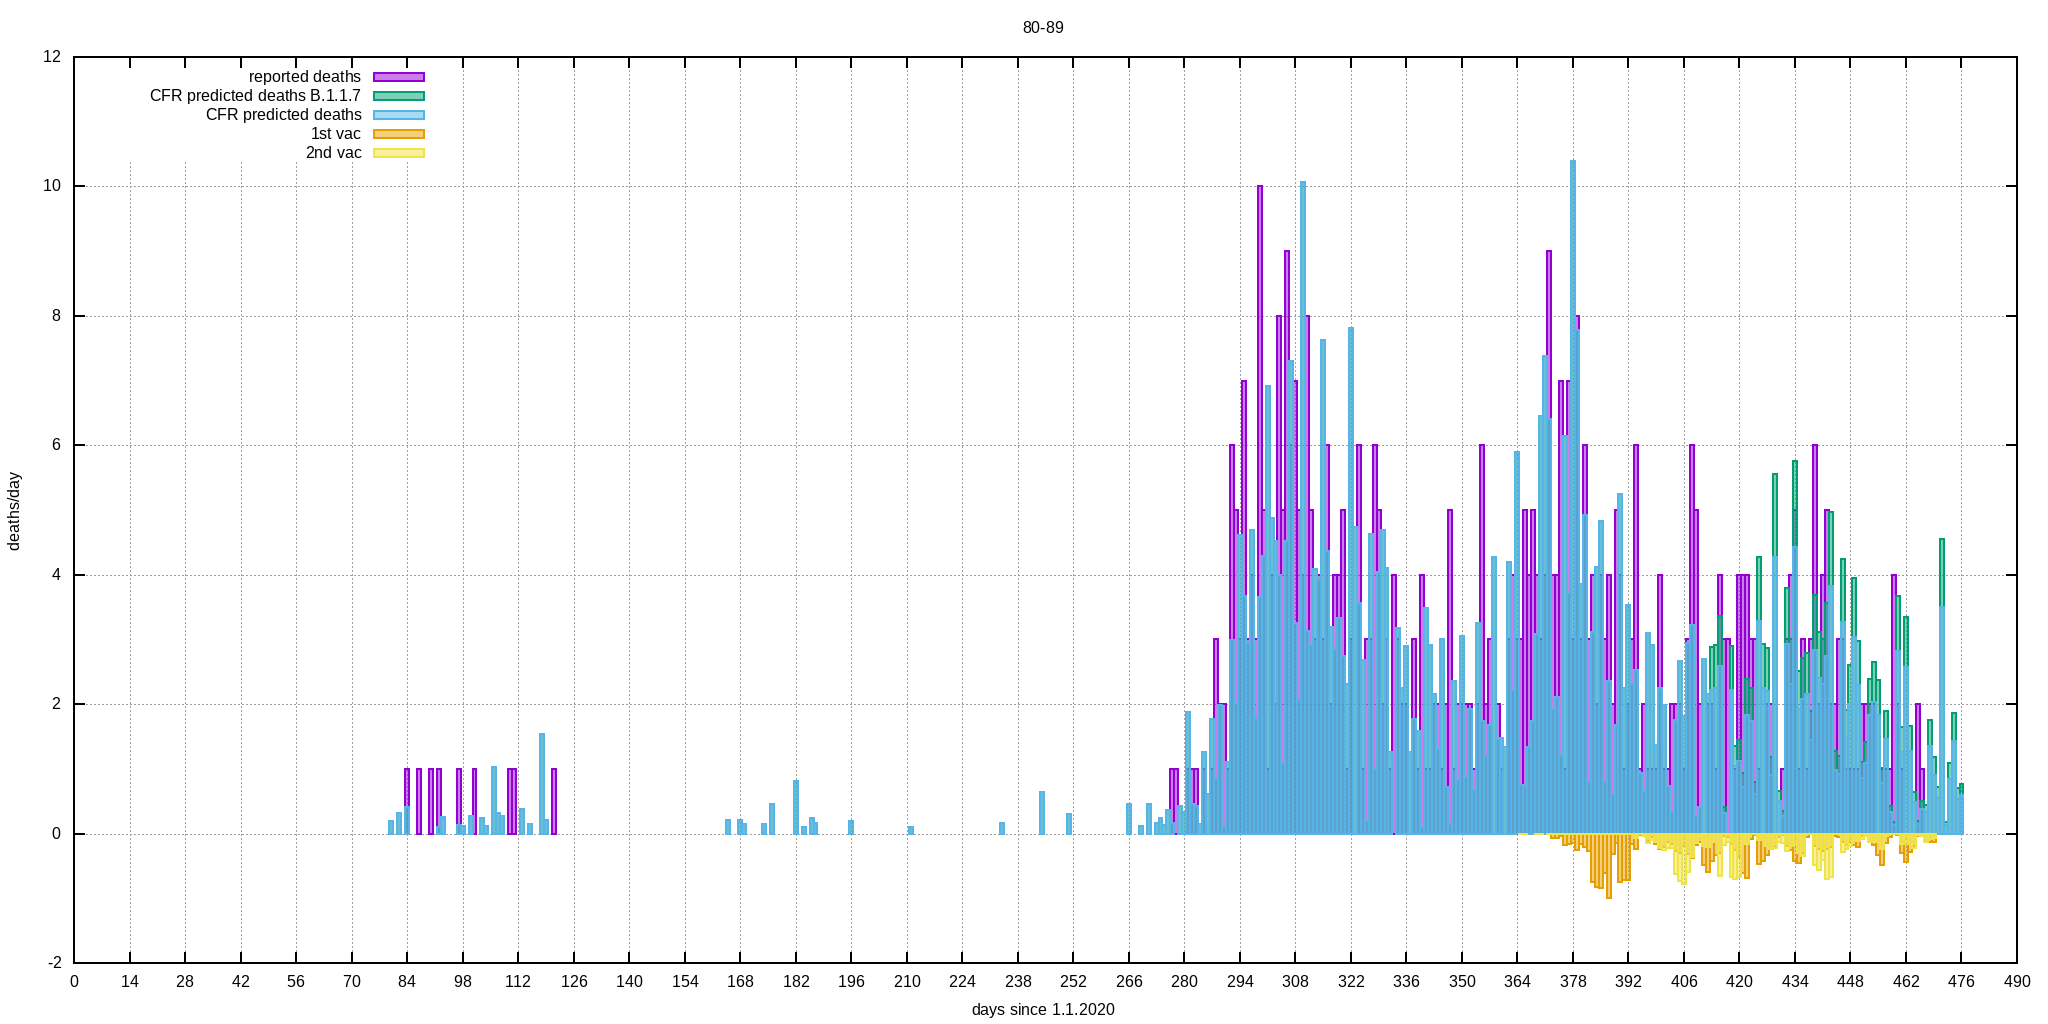 80-89
12
10
8
6
4
2
0
-2
deaths/day
reported deaths
CFR predicted deaths B.1.1.7
CFR predicted deaths
1st vac
2nd vac
0 14 28 42 56 70 84 98 112 126 140 154 168 182 196 210 224 238 252 266 280 294 308 322 336 350 364 378 392 406 420 434 448 462 476 490
days since 1.1.2020